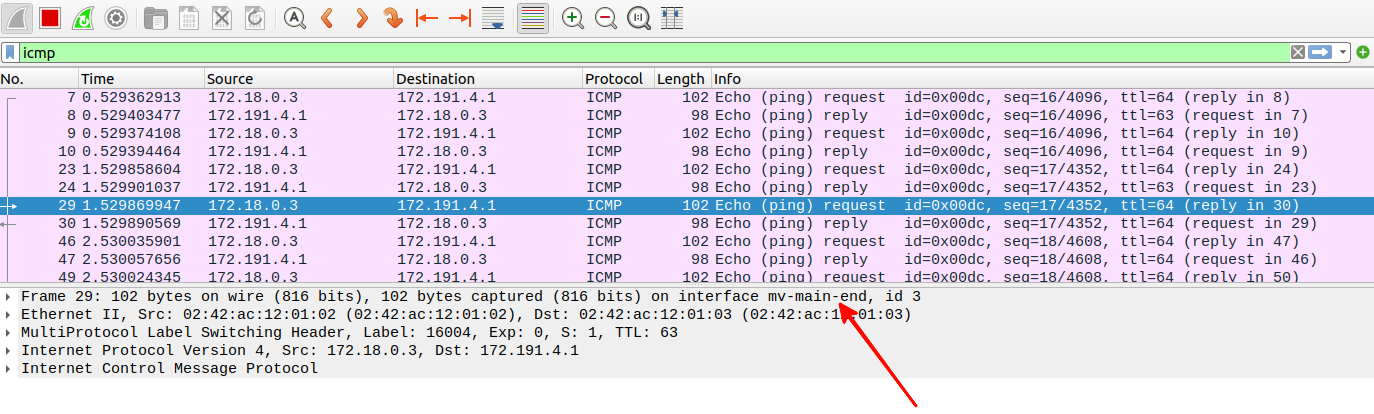 icmp
No. Time Source Destination Protocol Length Info
7 0.529362913 172.18.0.3 172.191.4.1 ICMP 102 Echo (ping) request id=0x00dc, seq=16/4096, ttl=64 (reply in 8)
8 0.529403477 172.191.4.1 172.18.0.3 ICMP 98 Echo (ping) reply id=0x00dc, seq=16/4096, ttl=63 (request in 7)
9 0.529374108 172.18.0.3 172.191.4.1 ICMP 102 Echo (ping) request id=0x00dc, seq=16/4096, ttl=64 (reply in 10)
10 0.529394464 172.191.4.1 172.18.0.3 ICMP 98 Echo (ping) reply id=0x00dc, seq=16/4096, ttl=64 (request in 9)
23 1.529858604 172.18.0.3 172.191.4.1 ICMP 102 Echo (ping) request id=0x00dc, seq=17/4352, ttl=64 (reply in 24)
24 1.529901037 172.191.4.1 172.18.0.3 ICMP 98 Echo (ping) reply id=0x00dc, seq=17/4352, ttl=63 (request in 23)
29 1.529869947 172.18.0.3 172.191.4.1 ICMP 102 Echo (ping) request id=0x00dc, seq=17/4352, ttl=64 (reply in 30)
30 1.529890569 172.191.4.1 172.18.0.3 ICMP 98 Echo (ping) reply id=0x00dc, seq=17/4352, ttl=64 (request in 29)
46 2.530035901 172.18.0.3 172.191.4.1 ICMP 102 Echo (ping) request id=0x00dc, seq=18/4608, ttl=64 (reply in 47)
47 2.530057656 172.191.4.1 172.18.0.3 ICMP 98 Echo (ping) reply id=0x00dc, seq=18/4608, ttl=64 (request in 46)
49 2.530024345 172.18.0.3 172.191.4.1 ICMP 102 Echo (ping) request id=0x00dc, seq=18/4608, ttl=64 (reply in 50)
Frame 29: 102 bytes on wire (816 bits), 102 bytes captured (816 bits) on interface mv-main-end, id 3
Ethernet II, Src: 02:42:ac:12:01:02 (02:42:ac:12:01:02), Dst: 02:42:ac:12:01:03 (02:42:ac:12:01:03)
MultiProtocol Label Switching Header, Label: 16004, Exp: 0, S: 1, TTL: 63
Internet Protocol Version 4, Src: 172.18.0.3, Dst: 172.191.4.1
Internet Control Message Protocol